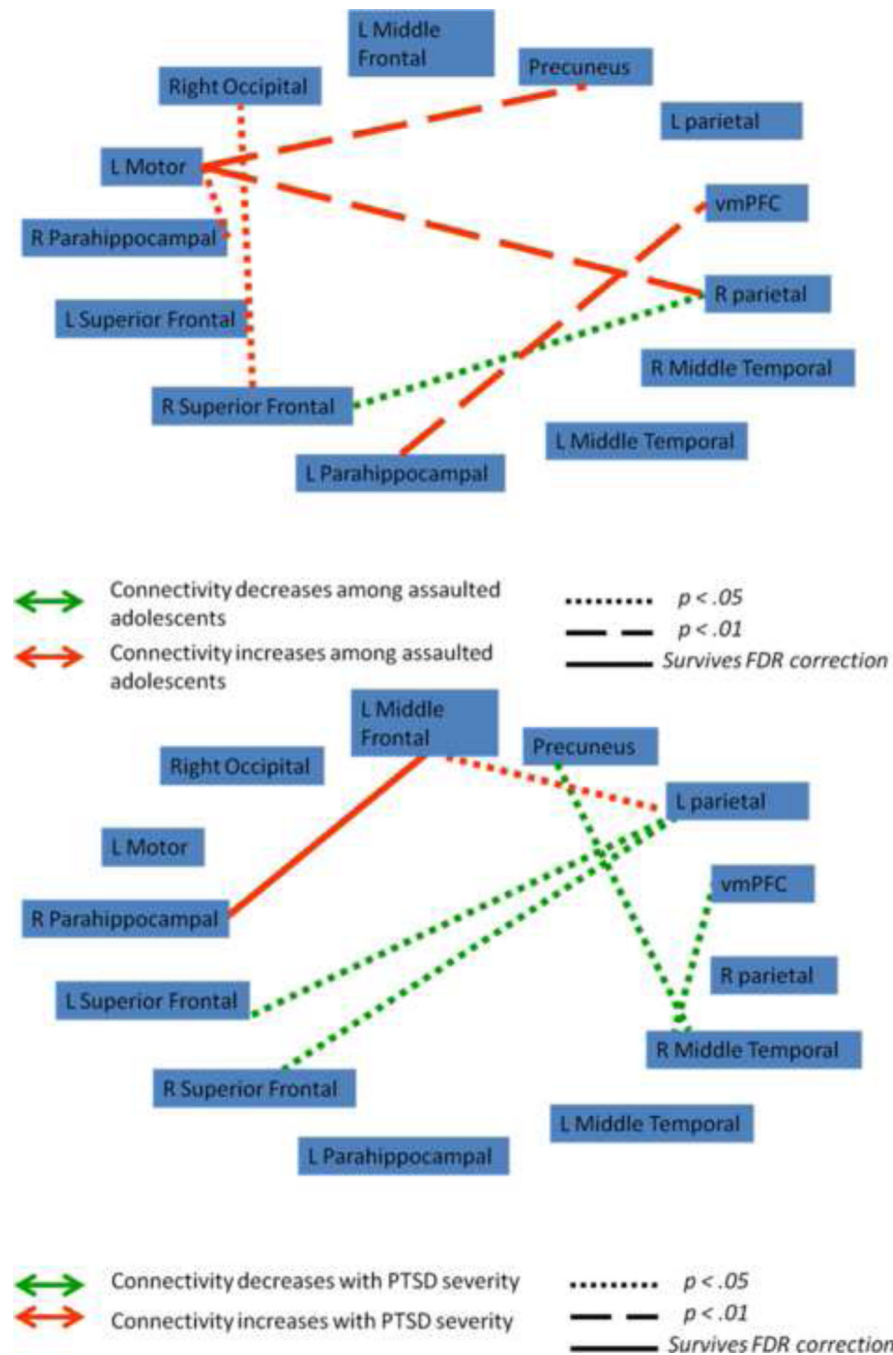 L Middle
Frontal
Precuneus
Right Occipital
L parietal
L Motor
vmPFC
R Parahippocampal
R parietal
L Superior Frontal
R Middle Temporal
R Superior Frontal
L Middle Temporal
L Parahippocampal
Connectivity decreases among assaulted
adolescents
Connectivity increases among assaulted
adolescents
p < .05
p < .01
Survives FDR correction
L Middle
Frontal
Precuneus
Right Occipital
L parietal
L Motor
vmPFC
R Parahippocampal
R parietal
L Superior Frontal
R Middle Temporal
R Superior Frontal
L Middle Temporal
L Parahippocampal
Connectivity decreases with PTSD severity
Connectivity increases with PTSD severity
p < .05
p < .01
Survives FDR correction